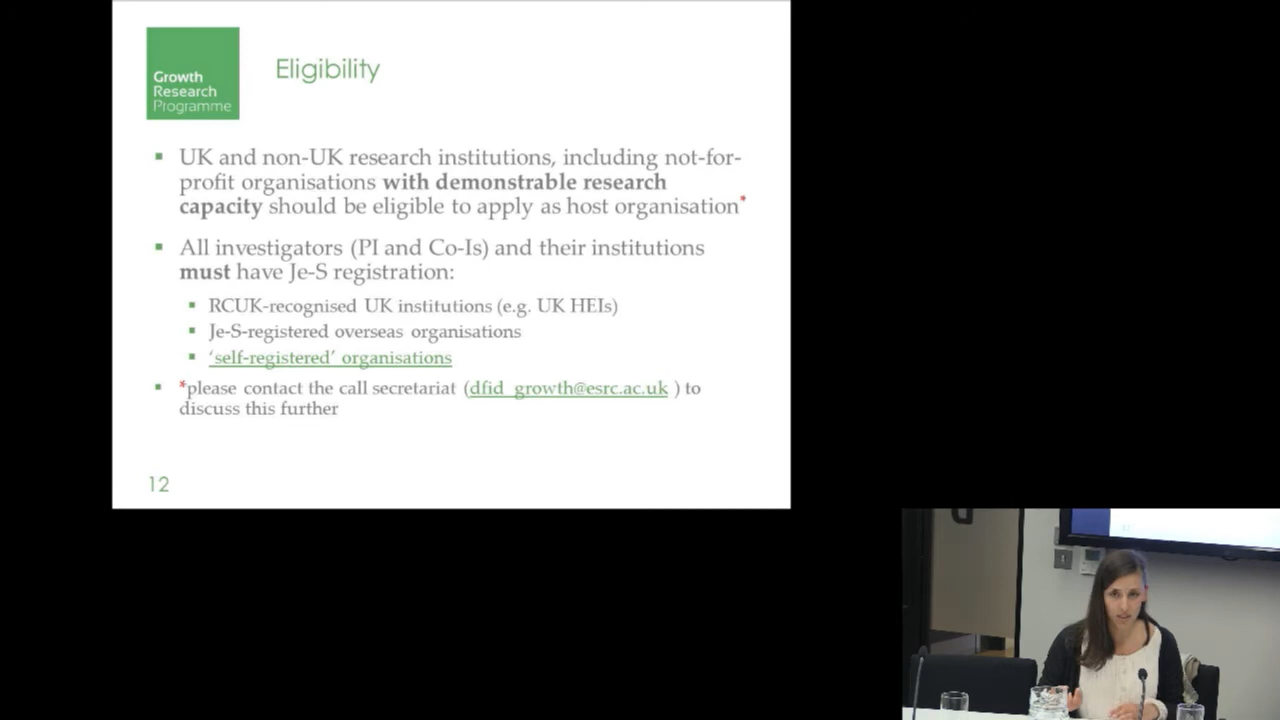 Growth
Research
Programme
Eligibility
▪ UK and non-UK research institutions, including not-for-
profit organisations with demonstrable research
capacity should be eligible to apply as host organisation*
▪ All investigators (PI and Co-Is) and their institutions
must have Je-S registration:
▪ RCUK-recognised UK institutions (e.g. UK HEIs)
▪ Je-S-registered overseas organisations
▪ ‘self-registered’ organisations
▪ *please contact the call secretariat (dfid_growth@esrc.ac.uk ) to
discuss this further
12